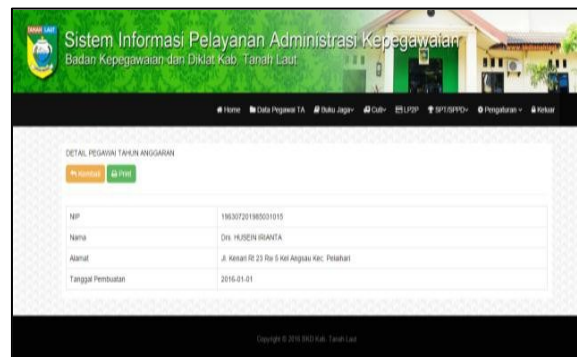 TANAH LAUT
Sistem Informasi Pelayanan Administrasi Kepegawaian
Badan Kepegawaian dan Diklat Kab. Tanah Laut
Home Data Pegawai TA Buku Jaga Cuti LP2P SPT/SPPD Pengaturan Keluar
DETAIL PEGAWAI TAHUN ANGGARAN
Kembali Print
NIP 196307201985031015
Nama Drs. HUSEIN IRIANTA
Alamat Jl. Kenari Rt 23 Rw 5 Kel Angsau Kec. Pelaihari
Tanggal Pembuatan 2016-01-01
Copyright © 2016 BKD Kab. Tanah Laut